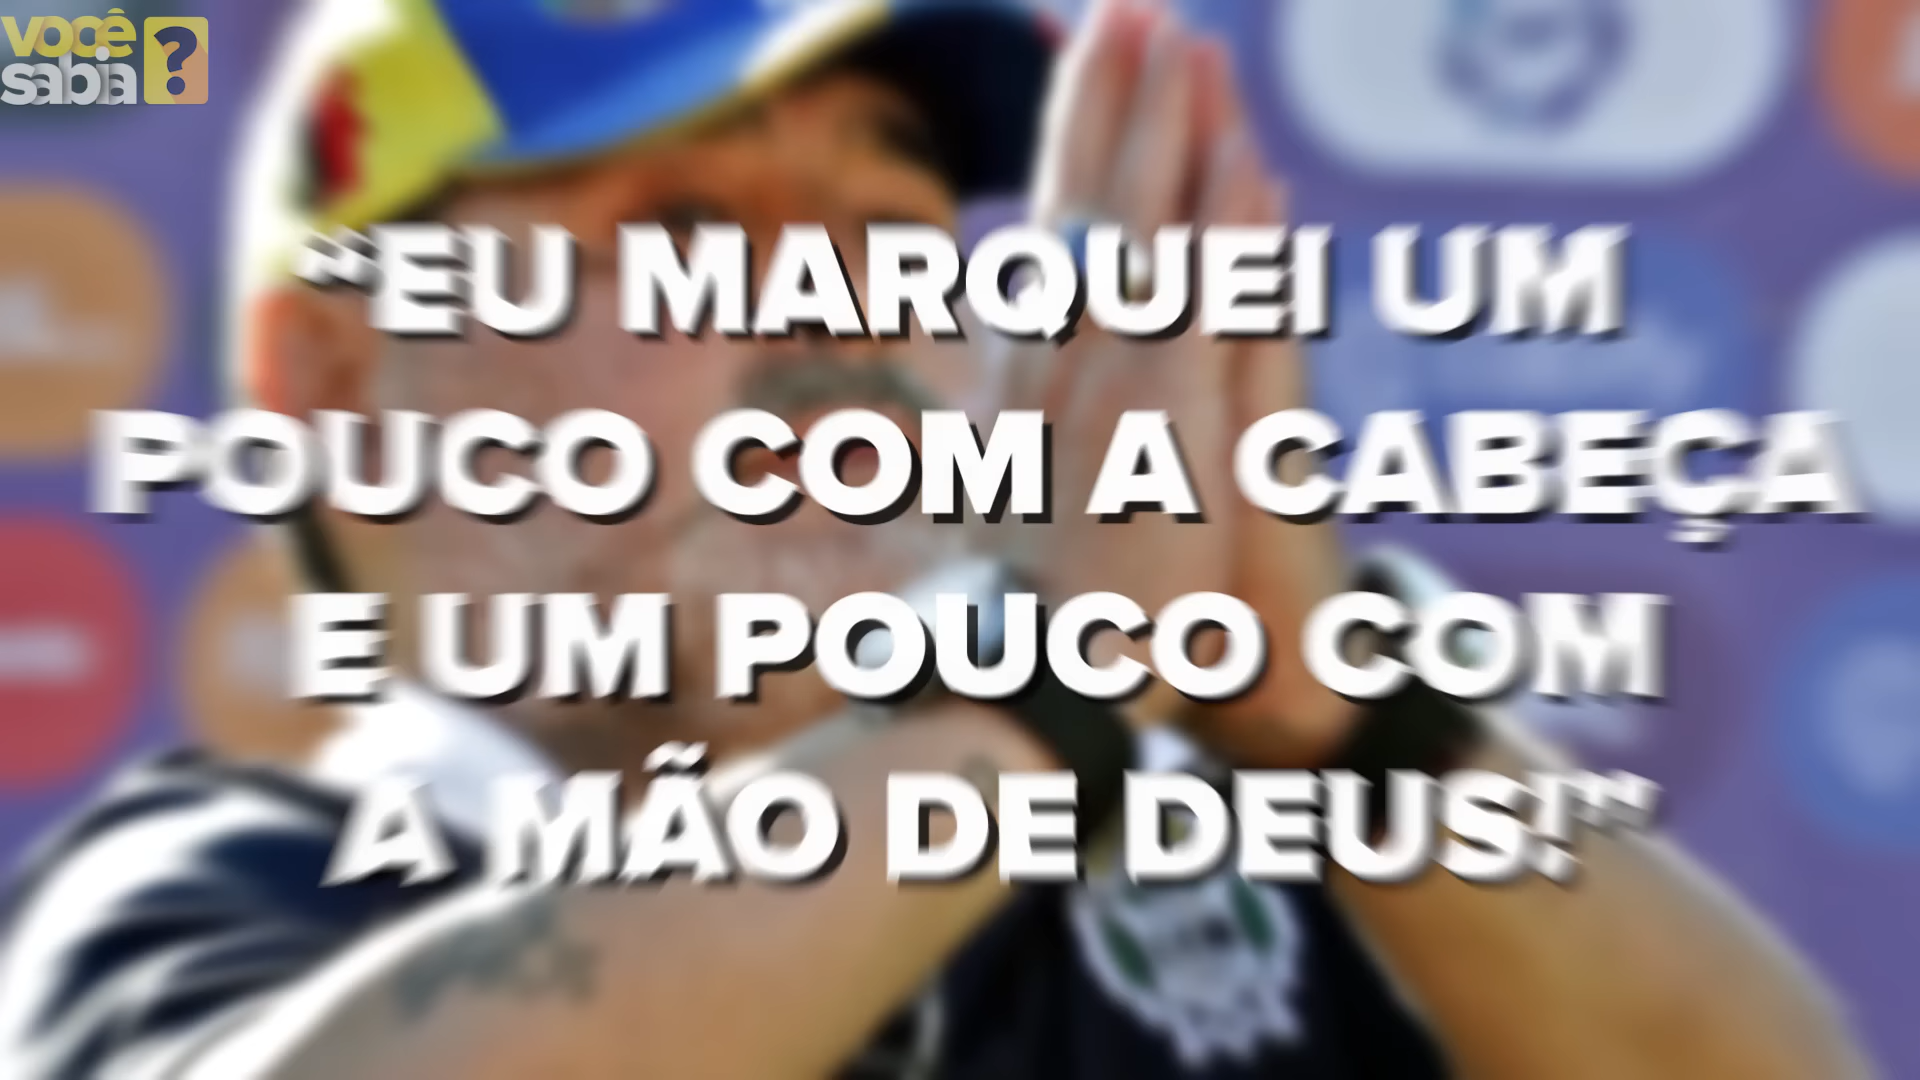 você
sabia ?
“EU MARQUEI UM
POUCO COM A CABEÇA
E UM POUCO COM
A MÃO DE DEUS!”